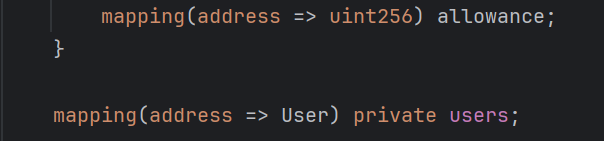 mapping(address => uint256) allowance;
}
mapping(address => User) private users;